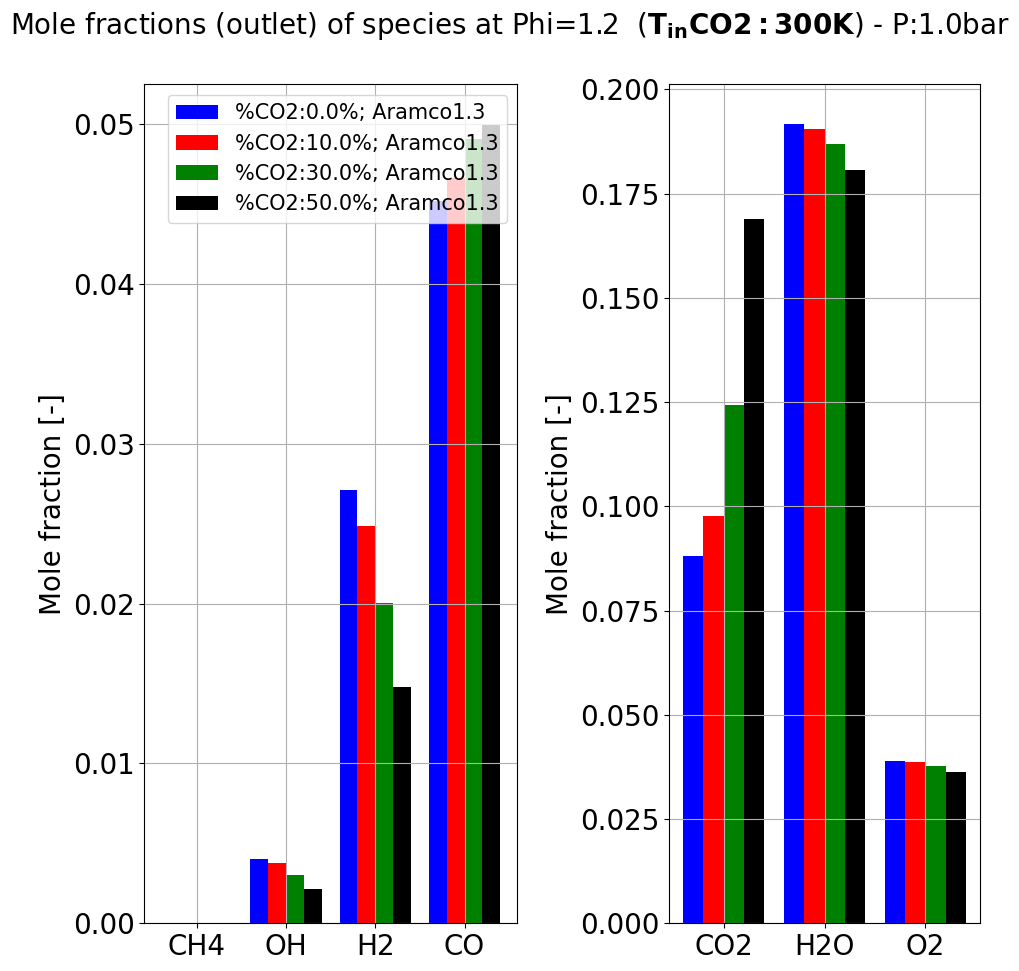 Mole fractions (outlet) of species at Phi=1.2 (TinCO2 : 300K) - P:1.0bar
%CO2:0.0%; Aramco1.3
%CO2:10.0%; Aramco1.3
%CO2:30.0%; Aramco1.3
%CO2:50.0%; Aramco1.3
Mole fraction [-]
0.05
0.04
0.03
0.02
0.01
0.00
CH4 OH H2 CO
Mole fraction [-]
0.200
0.175
0.150
0.125
0.100
0.075
0.050
0.025
0.000
CO2 H2O O2